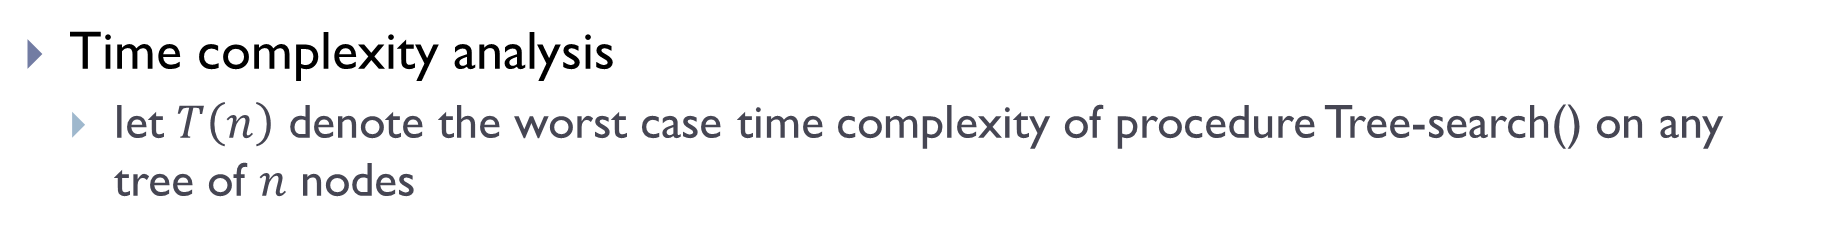 Time complexity analysis
let T(n) denote the worst case time complexity of procedure Tree-search() on any
tree of n nodes